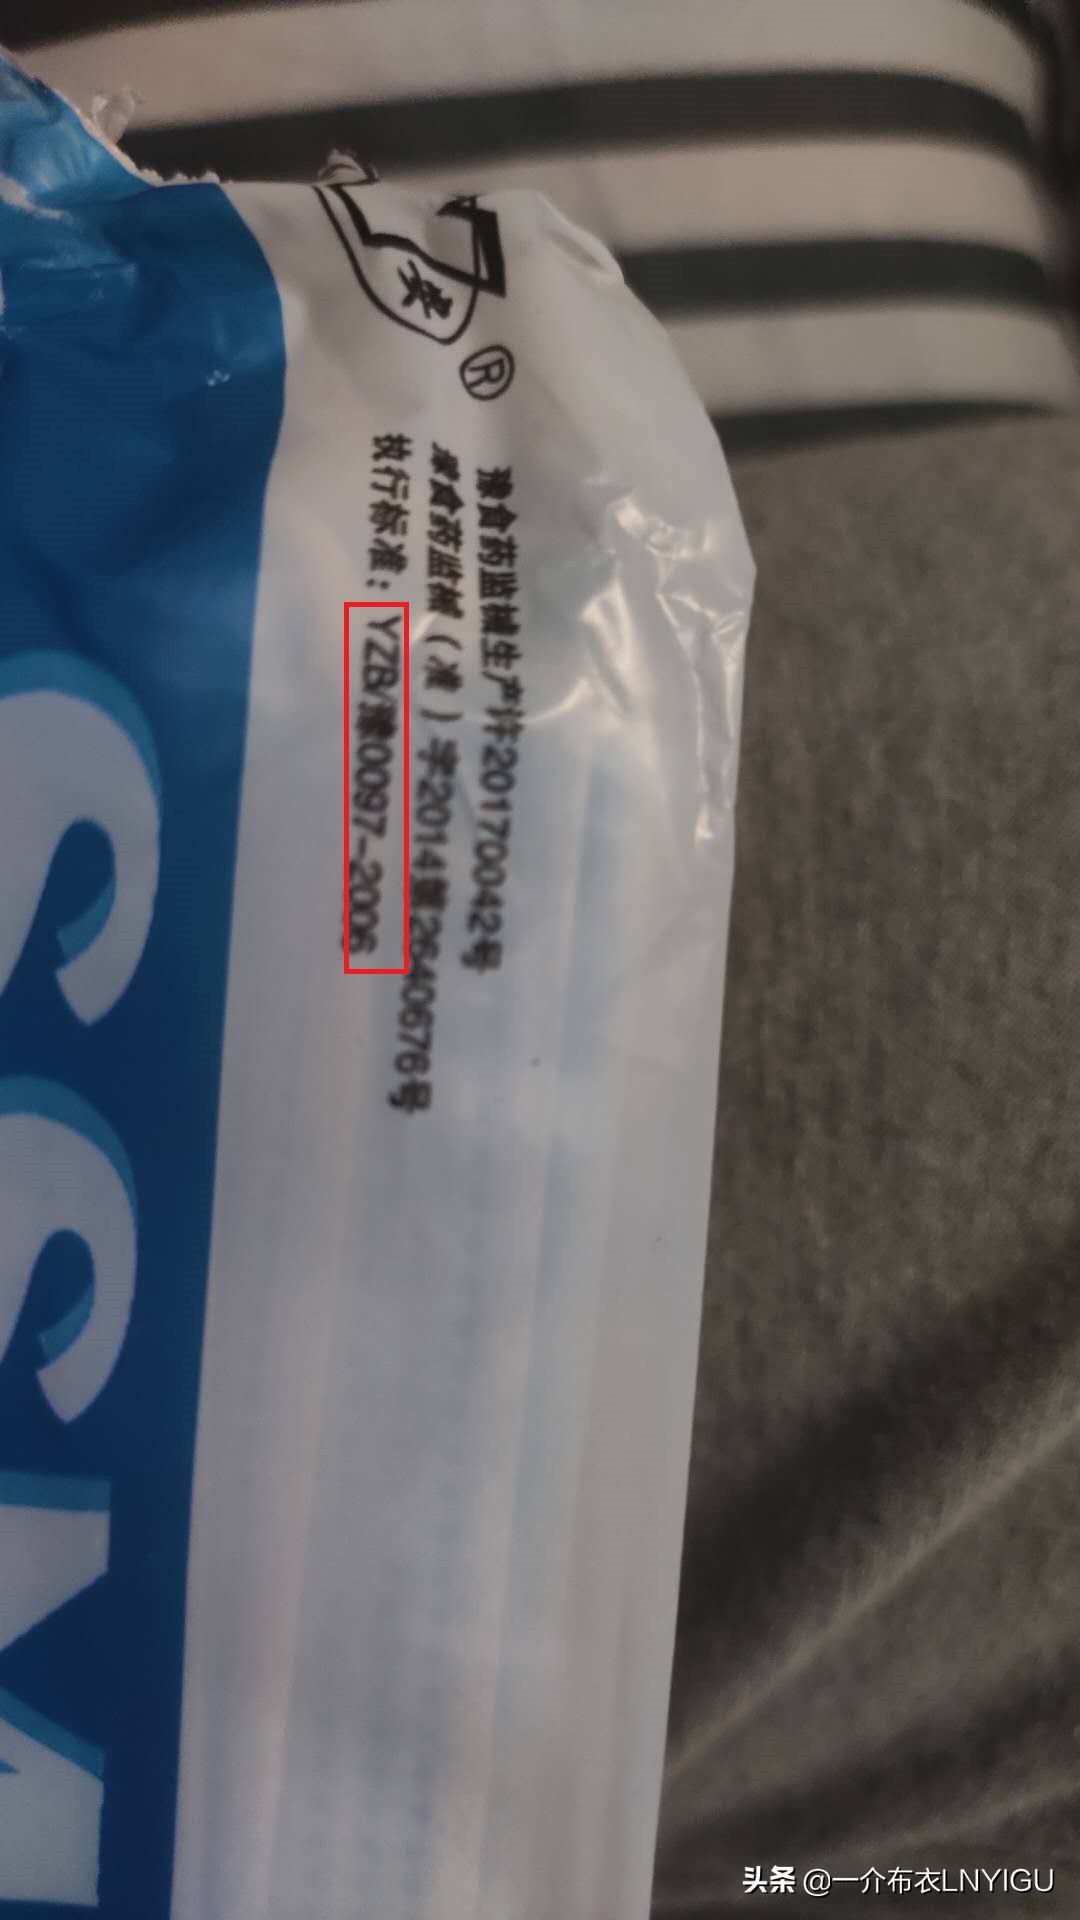 安
®
豫食药监械生产许20170042号
豫食药监械（准）字2014第2640676号
执行标准：YZB/豫0097-2006
头条 @一介布衣LNYIGU